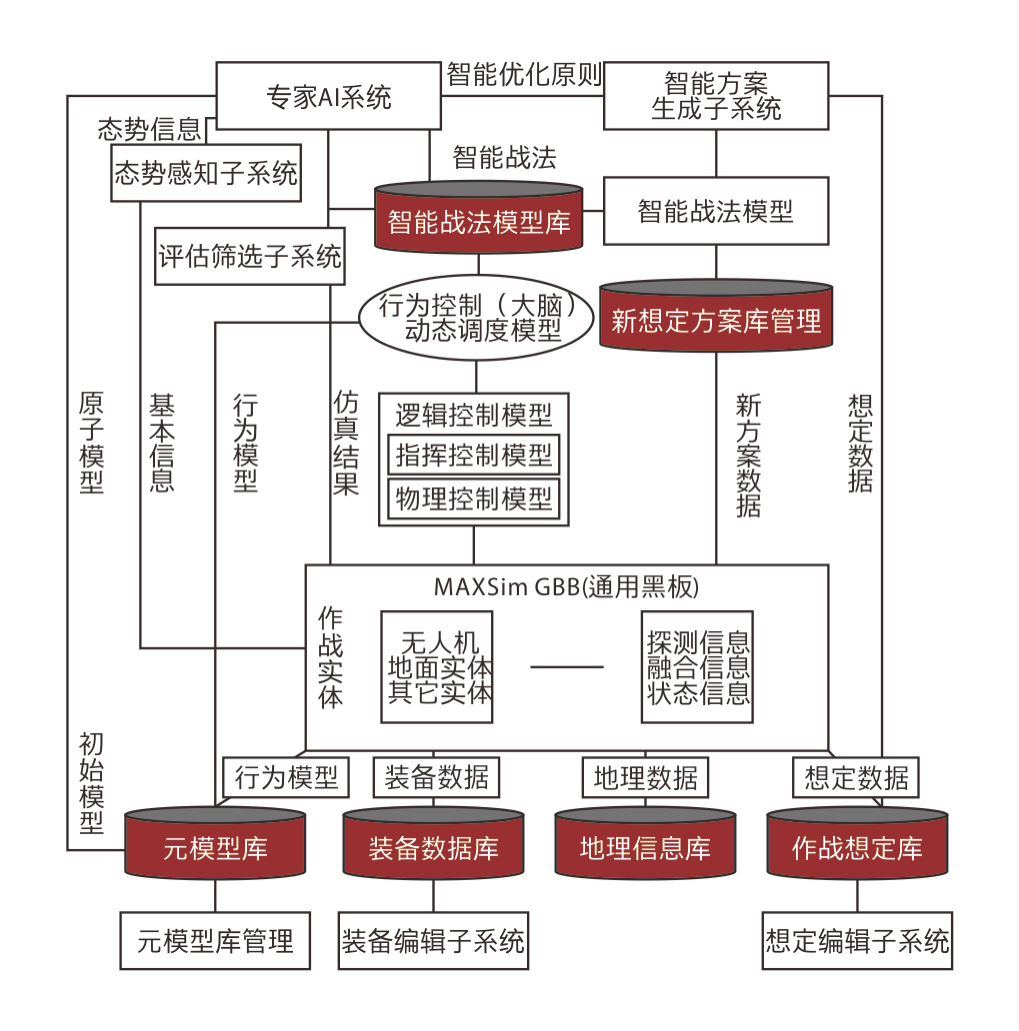 专家AI系统
智能优化原则
智能方案
生成子系统
态势信息
态势感知子系统
智能战法
智能战法模型库
智能战法模型
评估筛选子系统
行为控制（大脑）
动态调度模型
新想定方案库管理
原子模型
基本信息
行为模型
仿真结果
逻辑控制模型
指挥控制模型
物理控制模型
新方案数据
想定数据
MAXSim GBB(通用黑板)
作战实体
无人机
地面实体
其它实体
探测信息
融合信息
状态信息
初始模型
行为模型
装备数据
地理数据
想定数据
元模型库
装备数据库
地理信息库
作战想定库
元模型库管理
装备编辑子系统
想定编辑子系统